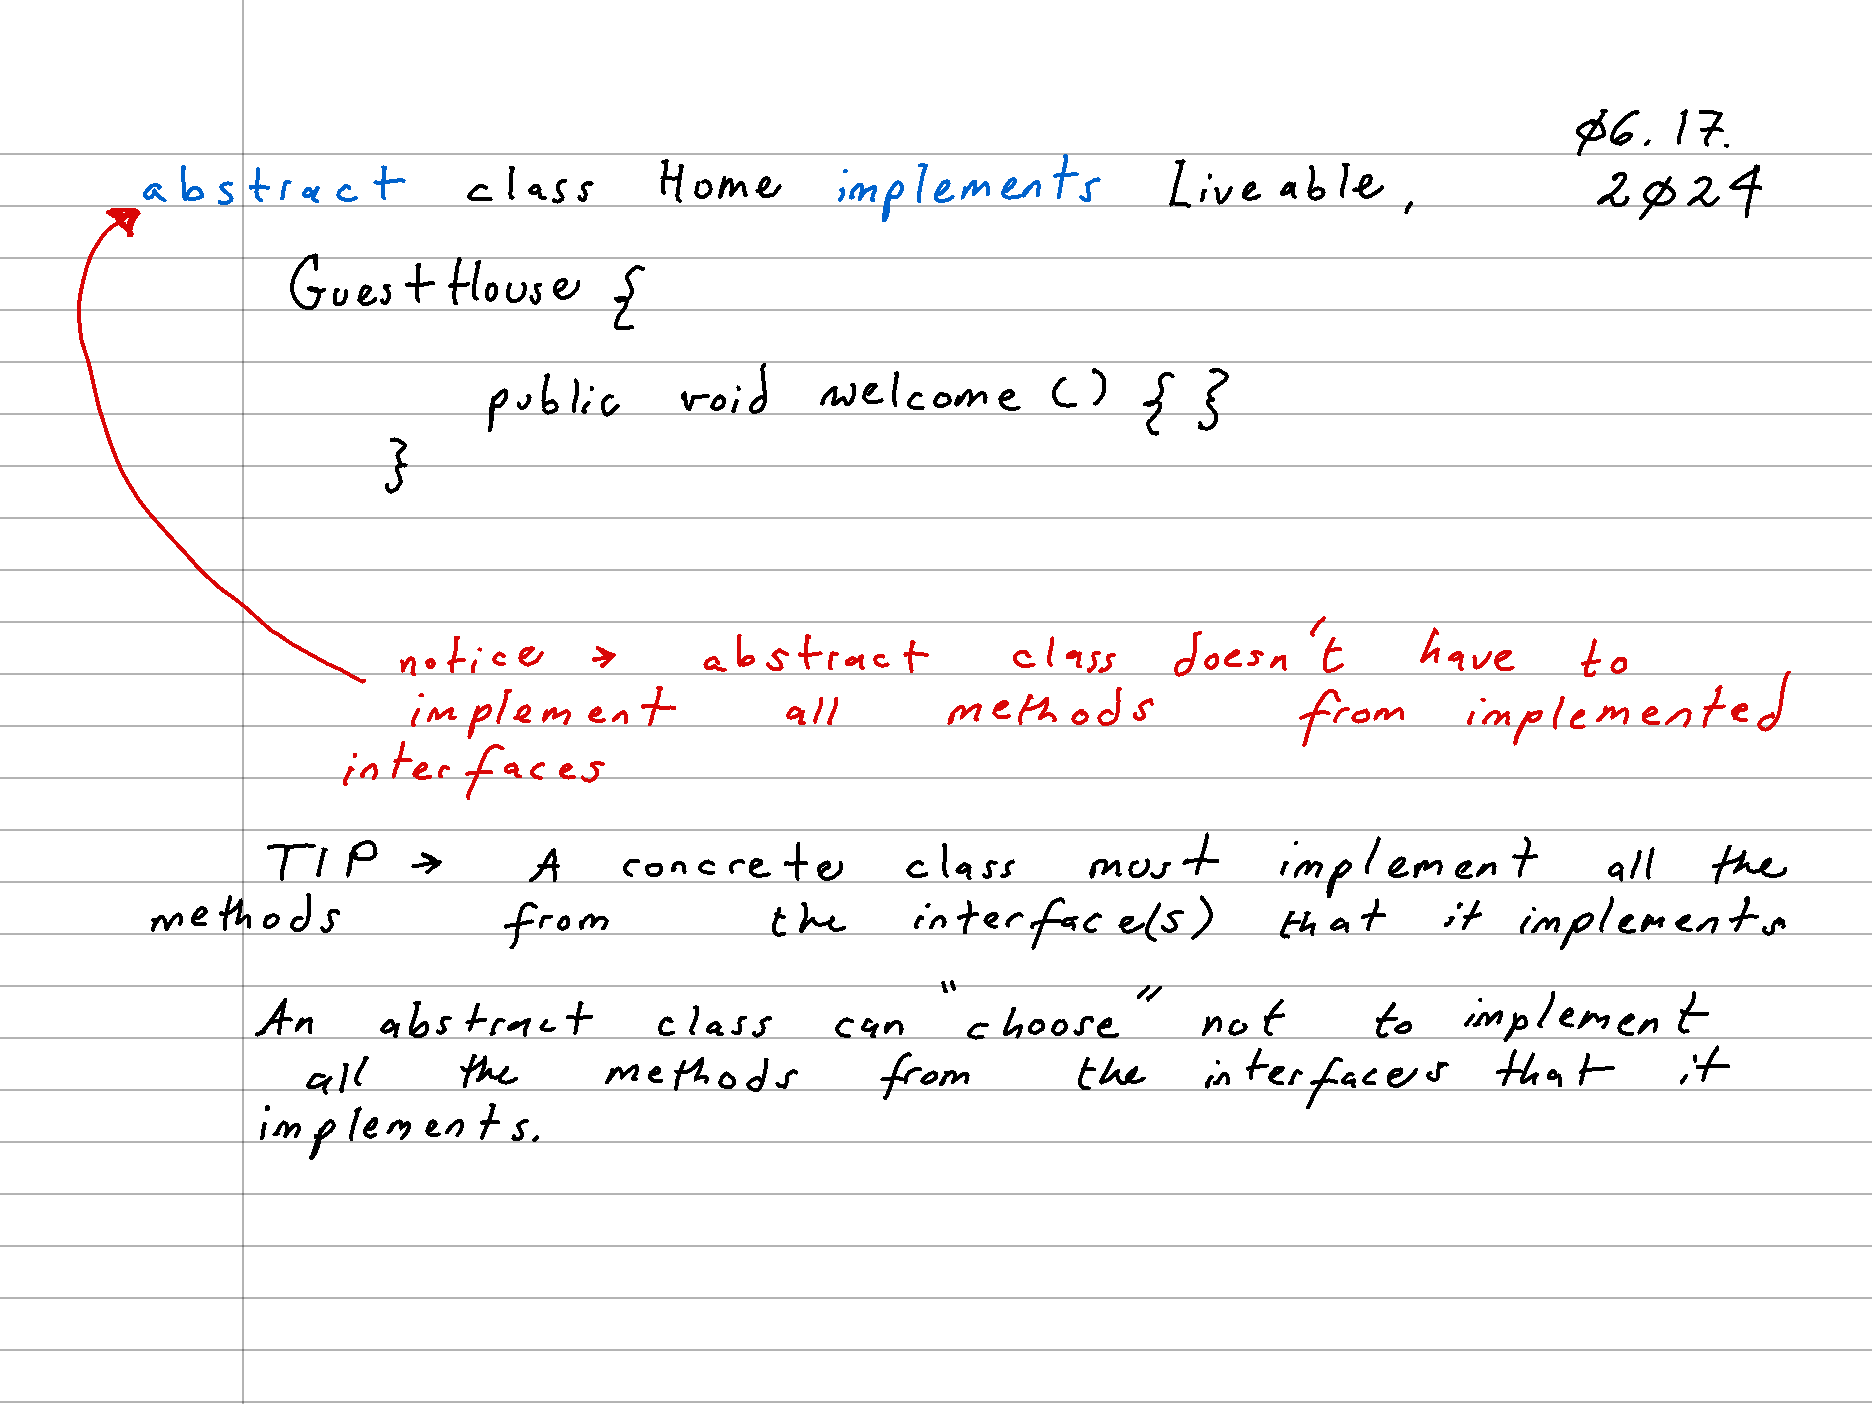 Ø6.17.
2Ø24
abstract class Home implements Liveable,
GuestHouse {
public void welcome () { }
}
notice → abstract class doesn't have to
implement all methods from implemented
interfaces
TIP → A concrete class must implement all the
methods from the interface(s) that it implements
An abstract class can "choose" not to implement
all the methods from the interfaces that it
implements.